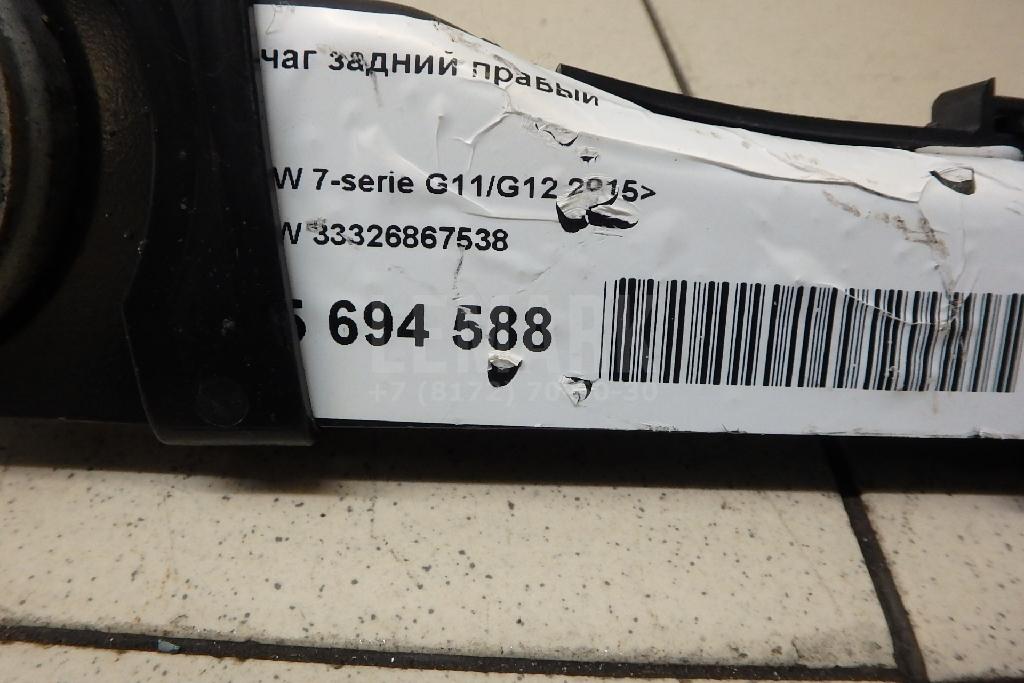 чаг задний правый
W 7-serie G11/G12 2015>
W 33326867538
5 694 588